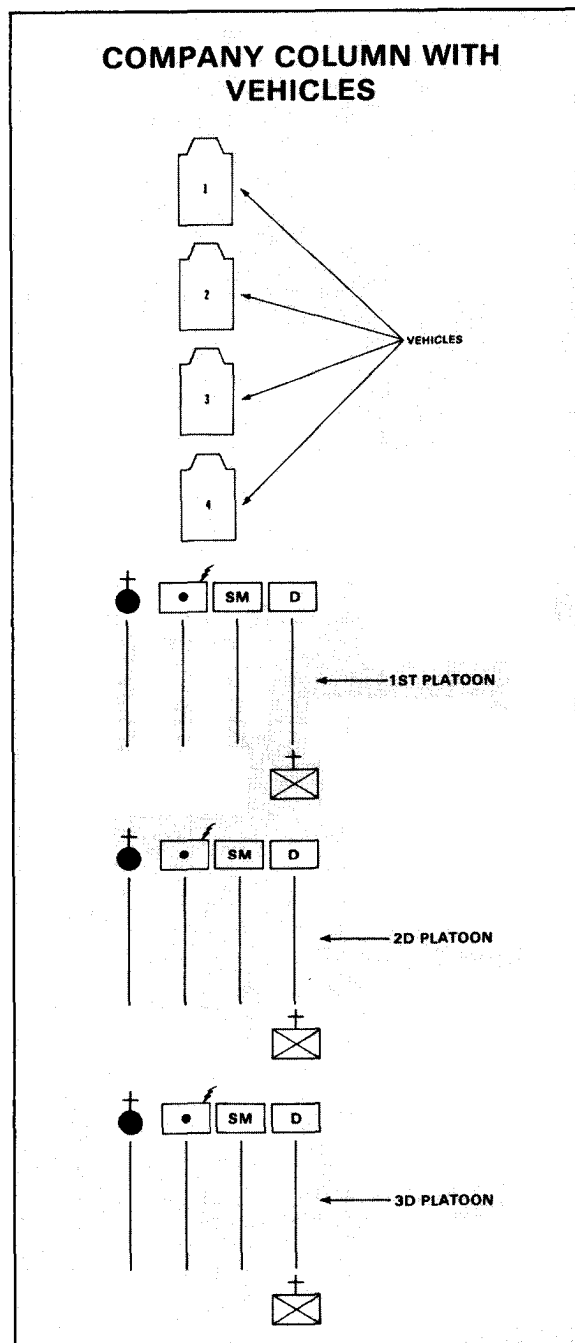 COMPANY COLUMN WITH
VEHICLES
1
2
VEHICLES
3
4
SM D
1ST PLATOON
SM D
2D PLATOON
SM D
3D PLATOON